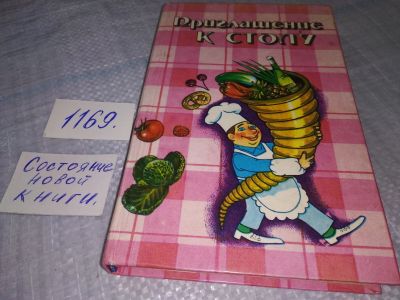 Приглашение
К СТОЛУ
1169.
Состояние
новой
книги.